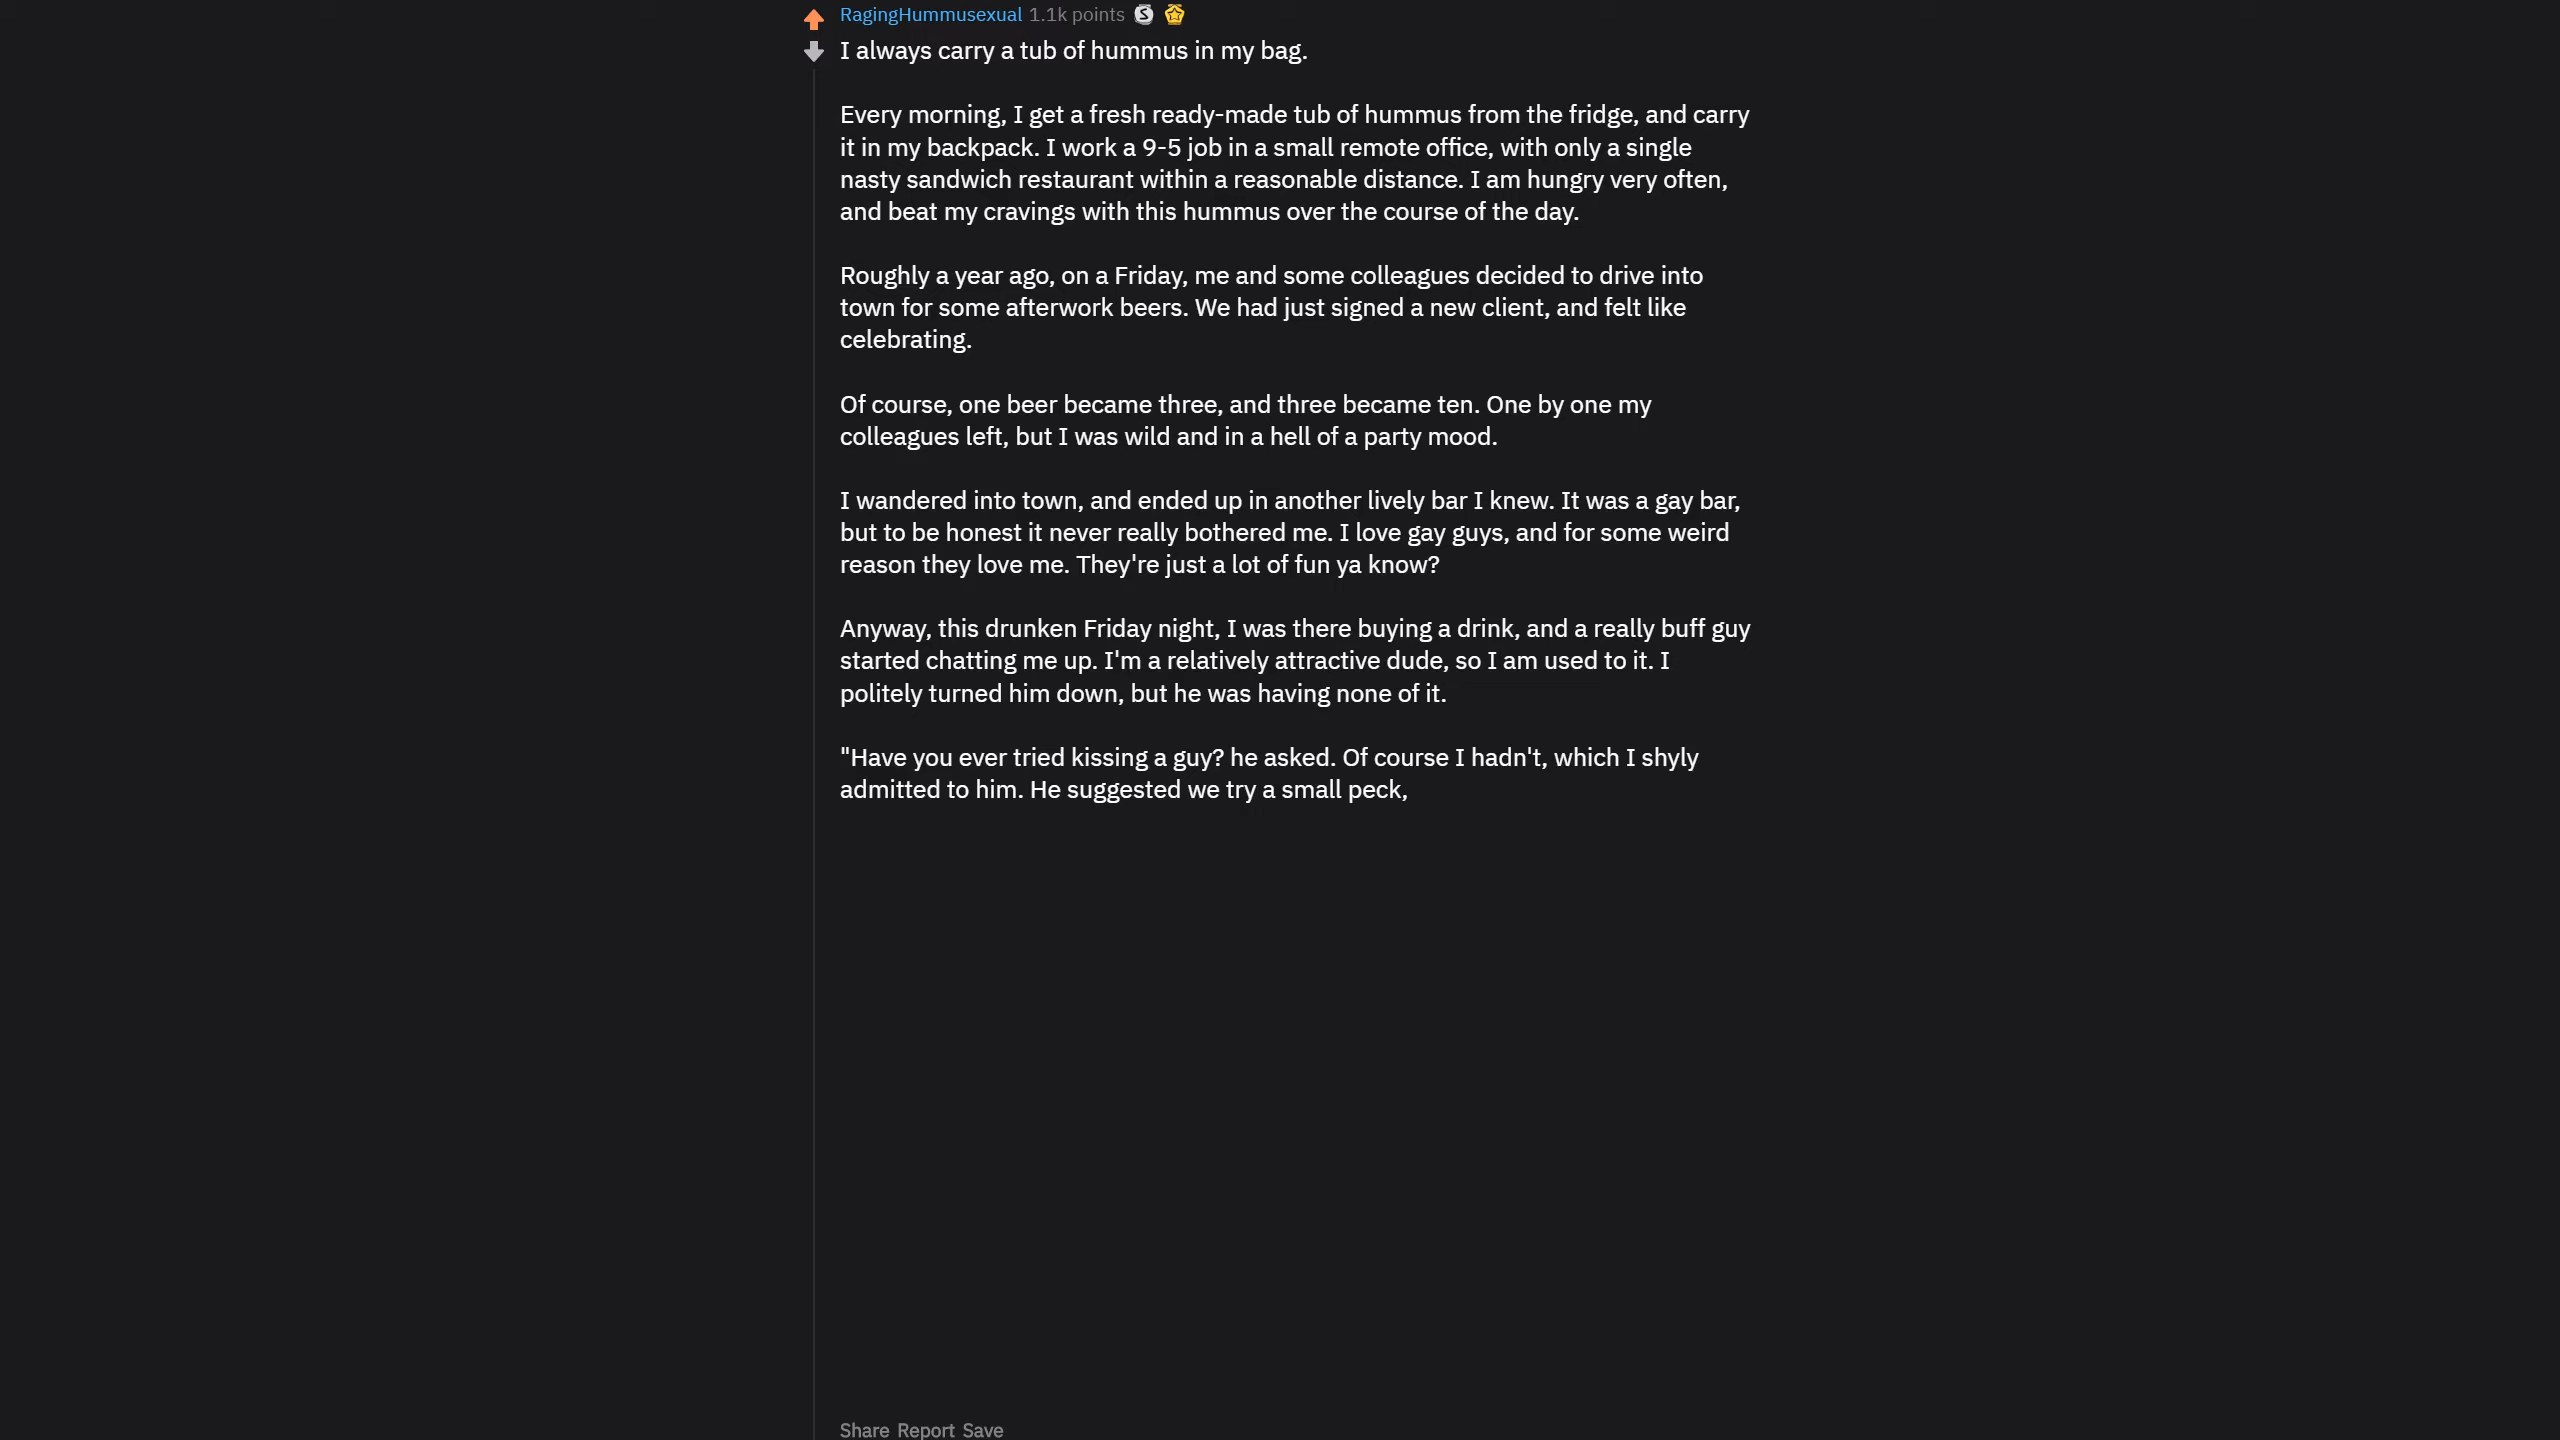 RagingHummusexual 1.1k points
I always carry a tub of hummus in my bag.
Every morning, I get a fresh ready-made tub of hummus from the fridge, and carry
it in my backpack. I work a 9-5 job in a small remote office, with only a single
nasty sandwich restaurant within a reasonable distance. I am hungry very often,
and beat my cravings with this hummus over the course of the day.
Roughly a year ago, on a Friday, me and some colleagues decided to drive into
town for some afterwork beers. We had just signed a new client, and felt like
celebrating.
Of course, one beer became three, and three became ten. One by one my
colleagues left, but I was wild and in a hell of a party mood.
I wandered into town, and ended up in another lively bar I knew. It was a gay bar,
but to be honest it never really bothered me. I love gay guys, and for some weird
reason they love me. They're just a lot of fun ya know?
Anyway, this drunken Friday night, I was there buying a drink, and a really buff guy
started chatting me up. I'm a relatively attractive dude, so I am used to it. I
politely turned him down, but he was having none of it.
"Have you ever tried kissing a guy? he asked. Of course I hadn't, which I shyly
admitted to him. He suggested we try a small peck,
Share Report Save